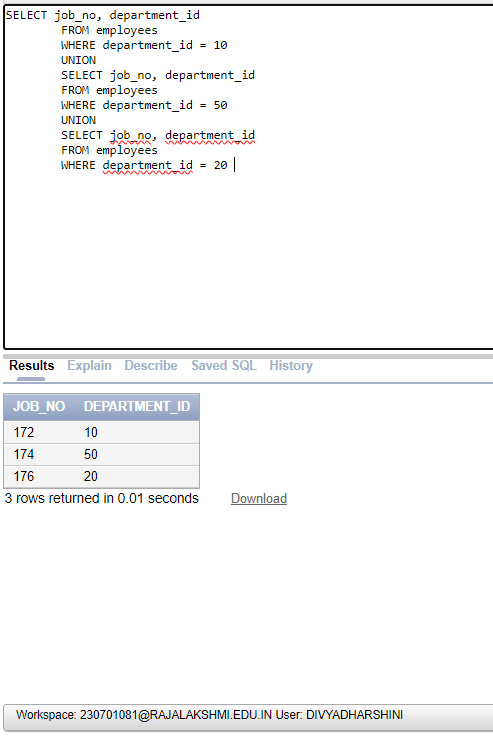 SELECT job_no, department_id
FROM employees
WHERE department_id = 10
UNION
SELECT job_no, department_id
FROM employees
WHERE department_id = 50
UNION
SELECT job_no, department_id
FROM employees
WHERE department_id = 20
Results Explain Describe Saved SQL History
JOB_NO DEPARTMENT_ID
172 10
174 50
176 20
3 rows returned in 0.01 seconds Download
Workspace: 230701081@RAJALAKSHMI.EDU.IN User: DIVYADHARSHINI